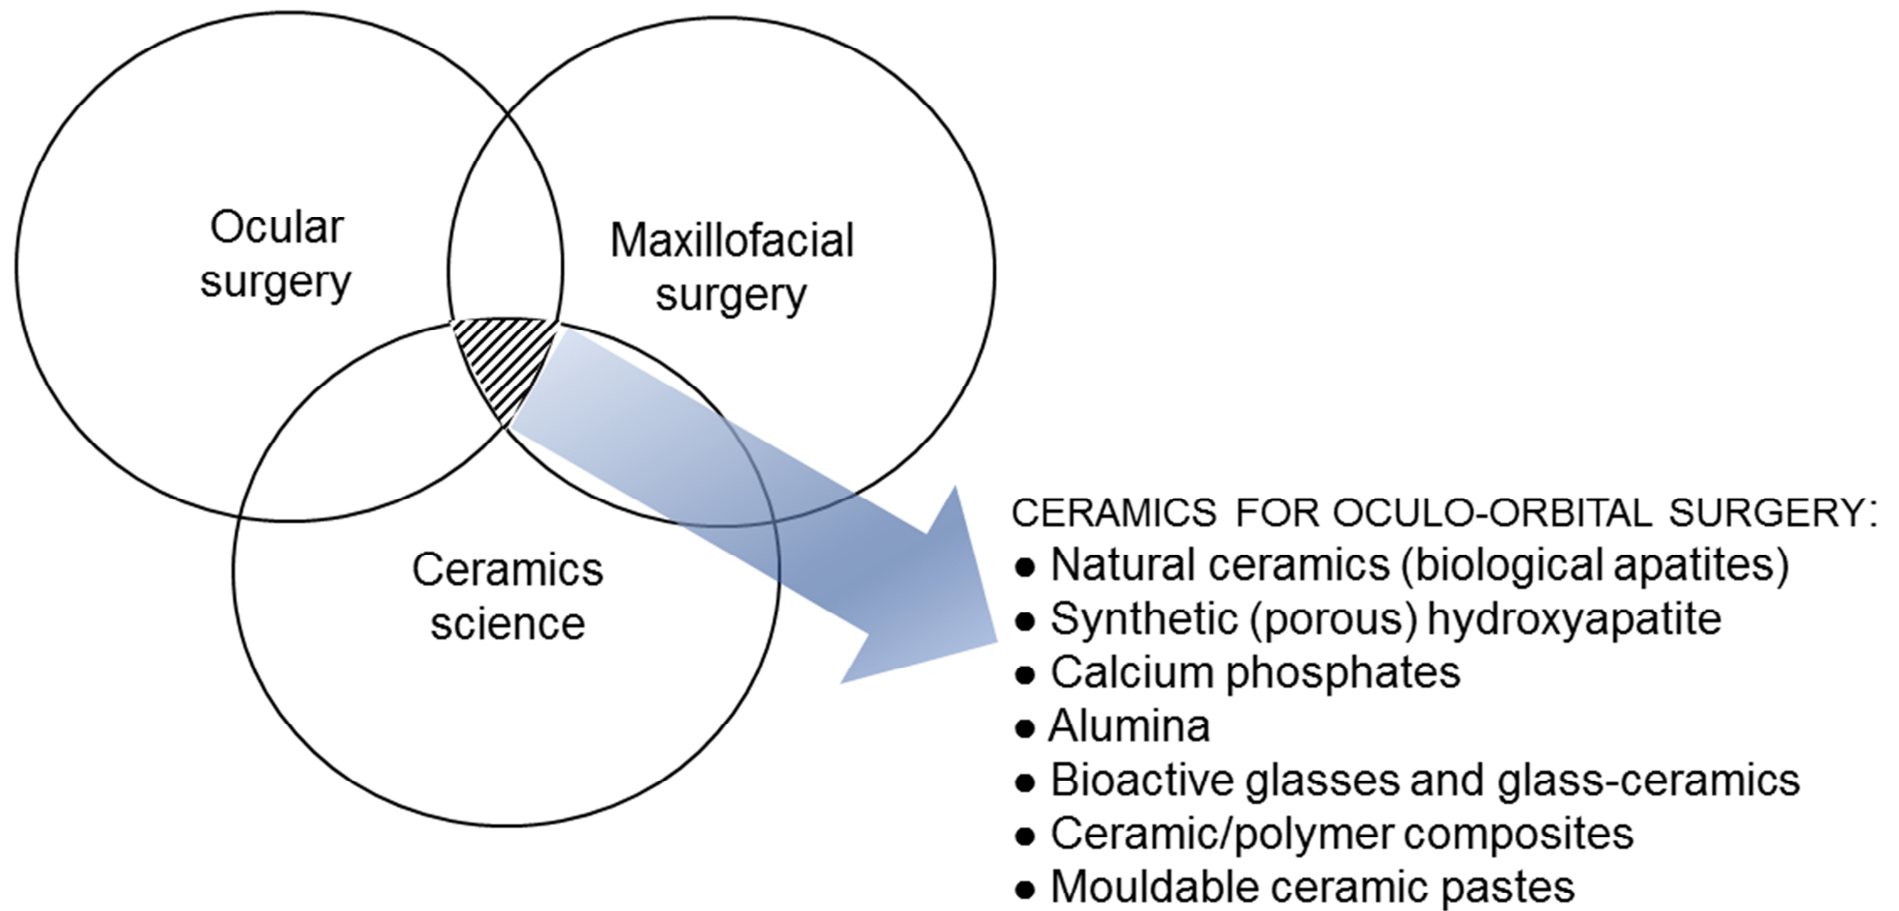 Ocular
surgery
Maxillofacial
surgery
Ceramics
science
CERAMICS FOR OCULO-ORBITAL SURGERY:
● Natural ceramics (biological apatites)
● Synthetic (porous) hydroxyapatite
● Calcium phosphates
● Alumina
● Bioactive glasses and glass-ceramics
● Ceramic/polymer composites
● Mouldable ceramic pastes